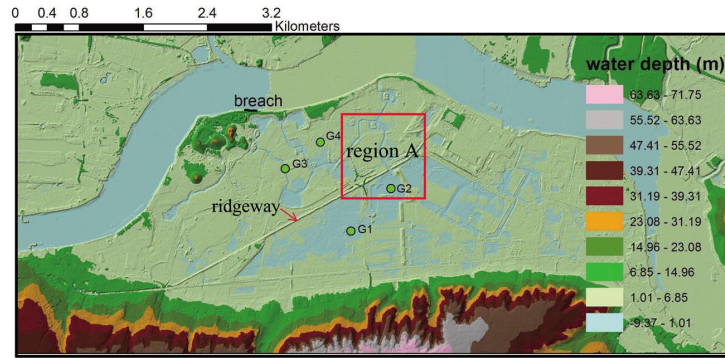 0 0.4 0.8 1.6 2.4 3.2
Kilometers
breach
G4
G3
region A
G2
ridgeway
G1
water depth (m)
63.63 - 71.75
55.52 - 63.63
47.41 - 55.52
39.31 - 47.41
31.19 - 39.31
23.08 - 31.19
14.96 - 23.08
6.85 - 14.96
1.01 - 6.85
-9.37 - 1.01